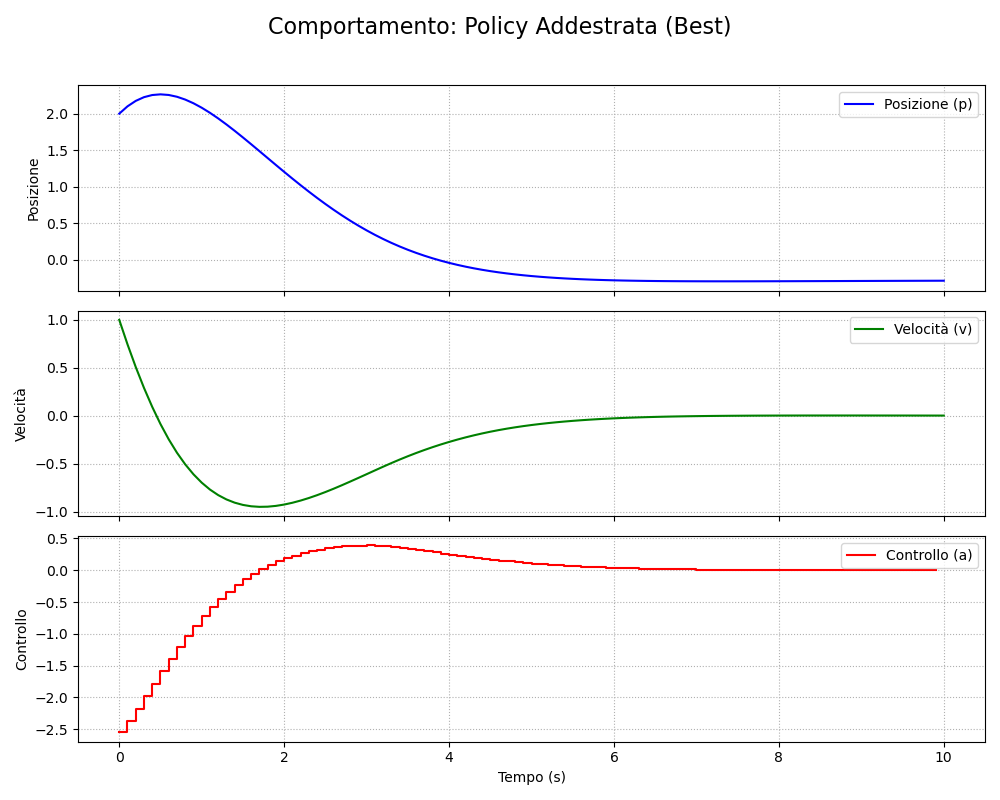 Comportamento: Policy Addestrata (Best)
Posizione (p)
Posizione
2.0
1.5
1.0
0.5
0.0
Velocità (v)
Velocità
1.0
0.5
0.0
−0.5
−1.0
Controllo (a)
Controllo
0.5
0.0
−0.5
−1.0
−1.5
−2.0
−2.5
0 2 4 6 8 10
Tempo (s)